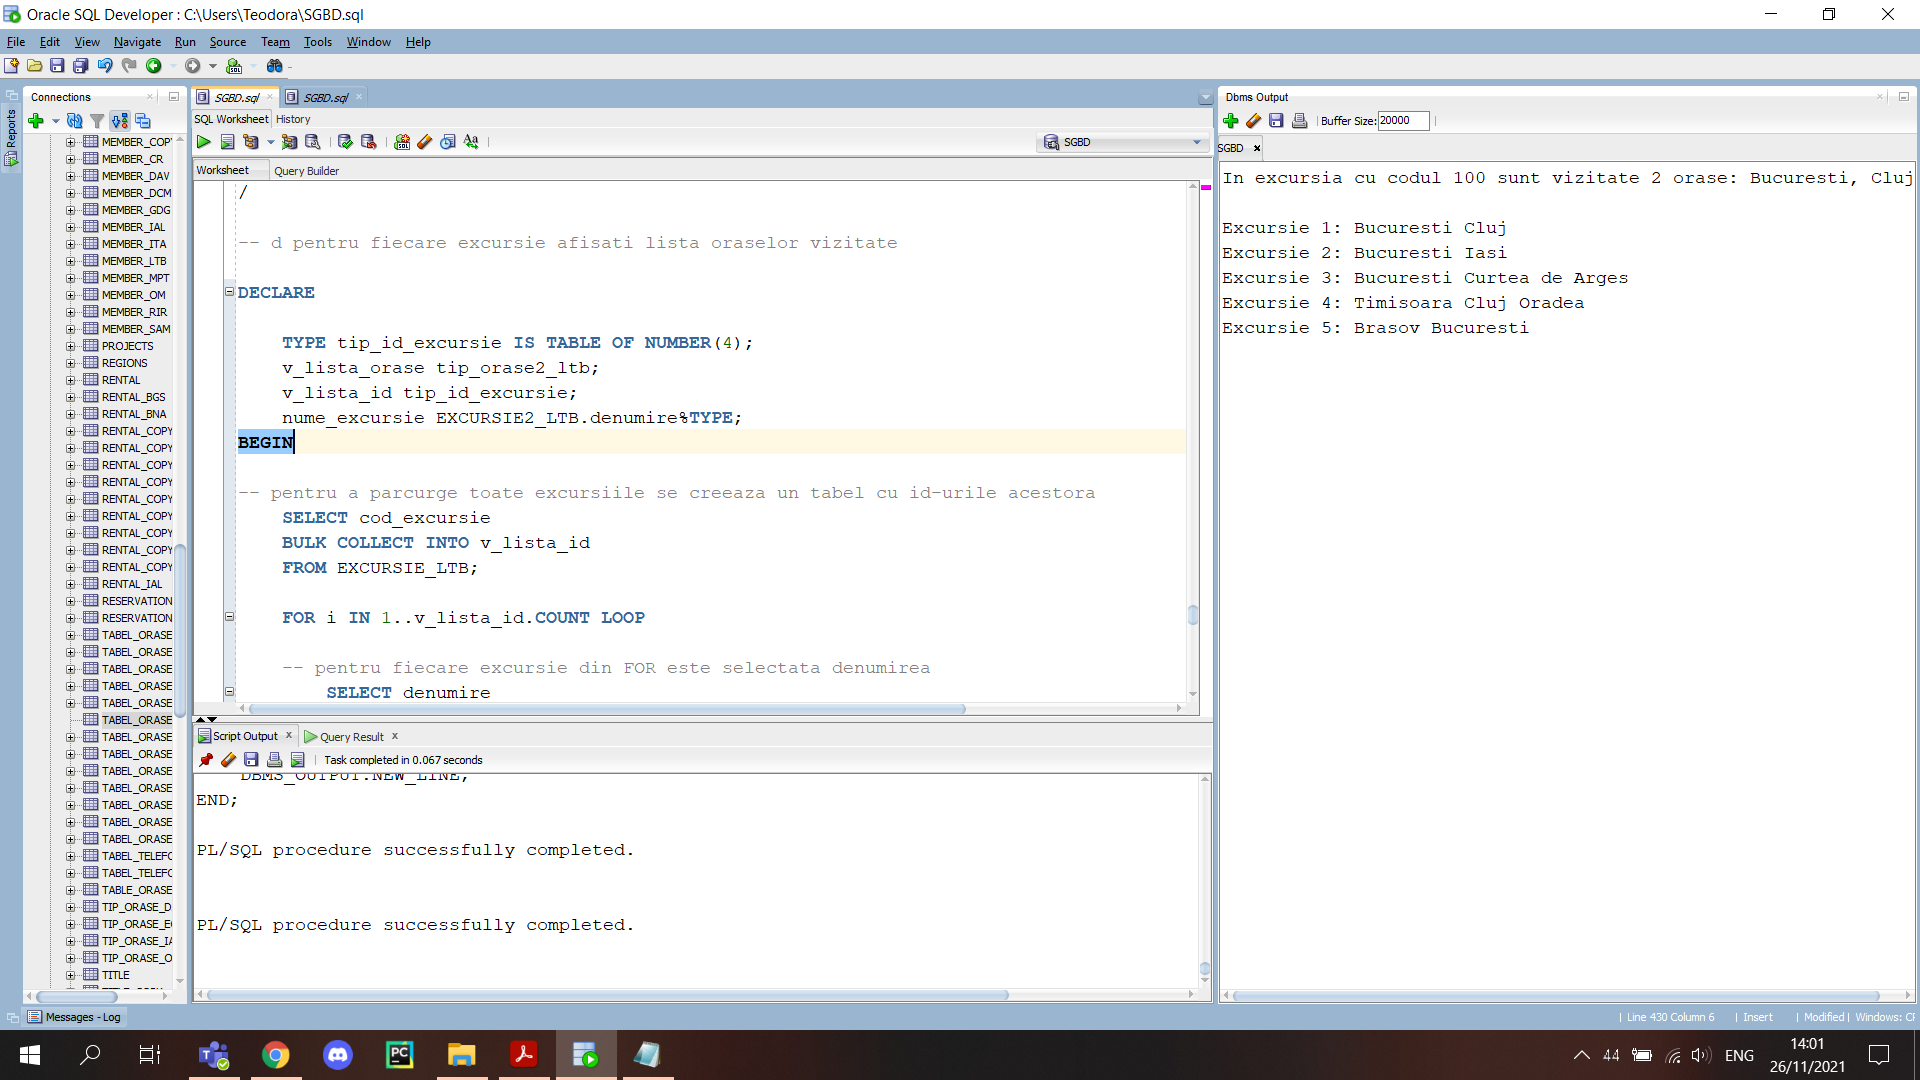 Oracle SQL Developer : C:\Users\Teodora\SGBD.sql
File Edit View Navigate Run Source Team Tools Window Help
Reports
Connections
MEMBER_COP
MEMBER_CR
MEMBER_DAV
MEMBER_DCM
MEMBER_GDG
MEMBER_IAL
MEMBER_ITA
MEMBER_LTB
MEMBER_MPT
MEMBER_OM
MEMBER_RIR
MEMBER_SAM
PROJECTS
REGIONS
RENTAL
RENTAL_BGS
RENTAL_BNA
RENTAL_COPY
RENTAL_COPY
RENTAL_COPY
RENTAL_COPY
RENTAL_COPY
RENTAL_COPY
RENTAL_COPY
RENTAL_COPY
RENTAL_COPY
RENTAL_IAL
RESERVATION
RESERVATION
TABEL_ORASE
TABEL_ORASE
TABEL_ORASE
TABEL_ORASE
TABEL_ORASE
TABEL_ORASE
TABEL_ORASE
TABEL_ORASE
TABEL_ORASE
TABEL_ORASE
TABEL_ORASE
TABEL_ORASE
TABEL_ORASE
TABEL_TELEFO
TABEL_TELEFO
TABLE_ORASE
TIP_ORASE_D
TIP_ORASE_E
TIP_ORASE_I
TIP_ORASE_O
TITLE
SGBD.sql SGBD.sql
SQL Worksheet History
SGBD
Worksheet Query Builder
/
-- d pentru fiecare excursie afisati lista oraselor vizitate
DECLARE
TYPE tip_id_excursie IS TABLE OF NUMBER(4);
v_lista_orase tip_orase2_ltb;
v_lista_id tip_id_excursie;
nume_excursie EXCURSIE2_LTB.denumire%TYPE;
BEGIN
-- pentru a parcurge toate excursiile se creeaza un tabel cu id-urile acestora
SELECT cod_excursie
BULK COLLECT INTO v_lista_id
FROM EXCURSIE_LTB;
FOR i IN 1..v_lista_id.COUNT LOOP
-- pentru fiecare excursie din FOR este selectata denumirea
SELECT denumire
Script Output x Query Result x
Task completed in 0.067 seconds
DBMS_OUTPUT.NEW_LINE;
END;
PL/SQL procedure successfully completed.
PL/SQL procedure successfully completed.
Dbms Output
Buffer Size: 20000
SGBD x
In excursia cu codul 100 sunt vizitate 2 orase: Bucuresti, Cluj
Excursie 1: Bucuresti Cluj
Excursie 2: Bucuresti Iasi
Excursie 3: Bucuresti Curtea de Arges
Excursie 4: Timisoara Cluj Oradea
Excursie 5: Brasov Bucuresti
Messages - Log
Line 430 Column 6 Insert Modified Windows: CR
44 ENG 14:01
26/11/2021